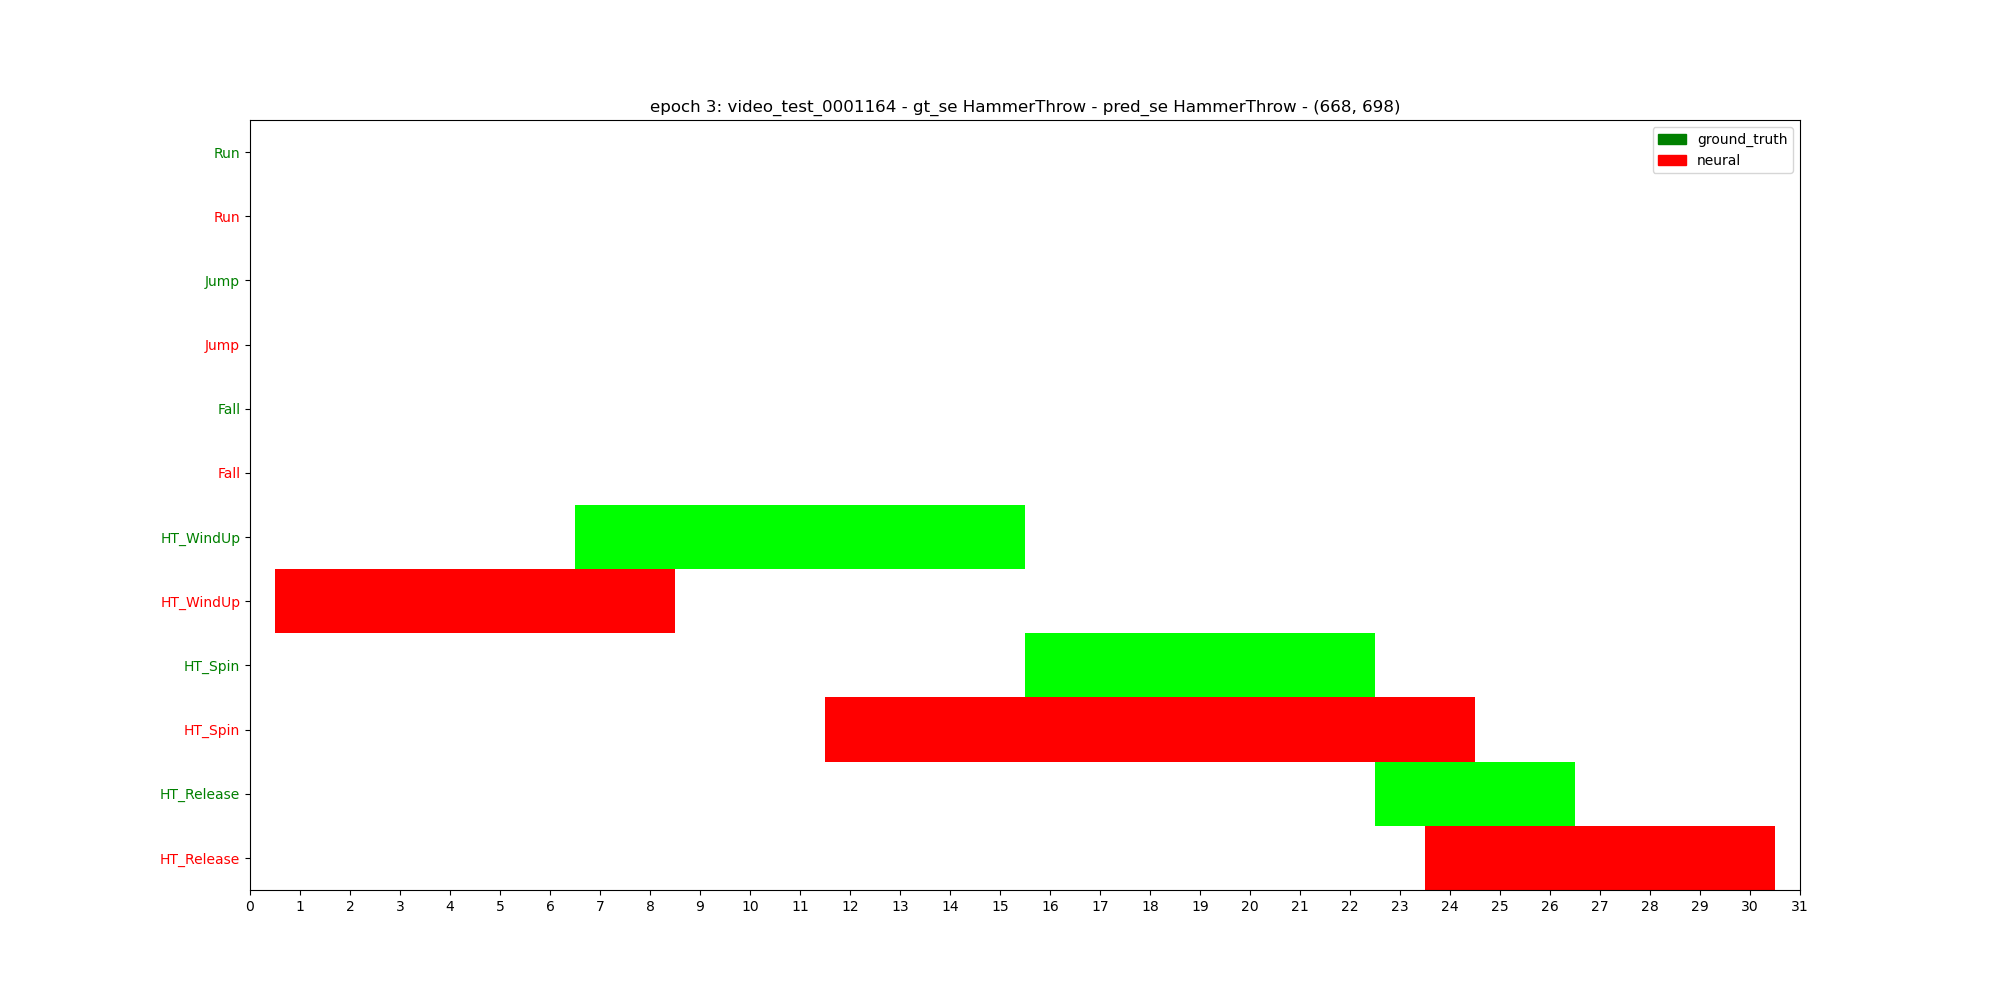 epoch 3: video_test_0001164 - gt_se HammerThrow - pred_se HammerThrow - (668, 698)
ground_truth
neural
Run
Run
Jump
Jump
Fall
Fall
HT_WindUp
HT_WindUp
HT_Spin
HT_Spin
HT_Release
HT_Release
0 1 2 3 4 5 6 7 8 9 10 11 12 13 14 15 16 17 18 19 20 21 22 23 24 25 26 27 28 29 30 31